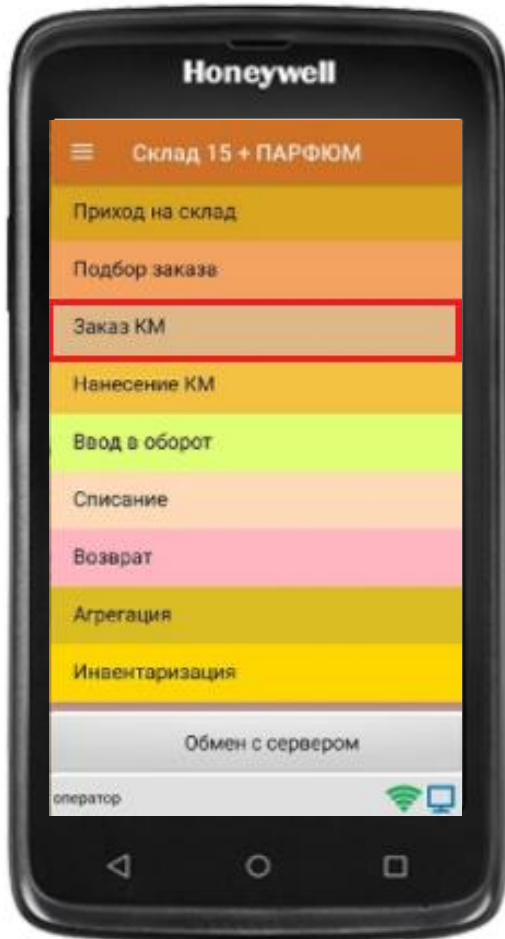 Honeywell
Склад 15 + ПАРФЮМ
Приход на склад
Подбор заказа
Заказ КМ
Нанесение КМ
Ввод в оборот
Списание
Возврат
Агрегация
Инвентаризация
Обмен с сервером
оператор